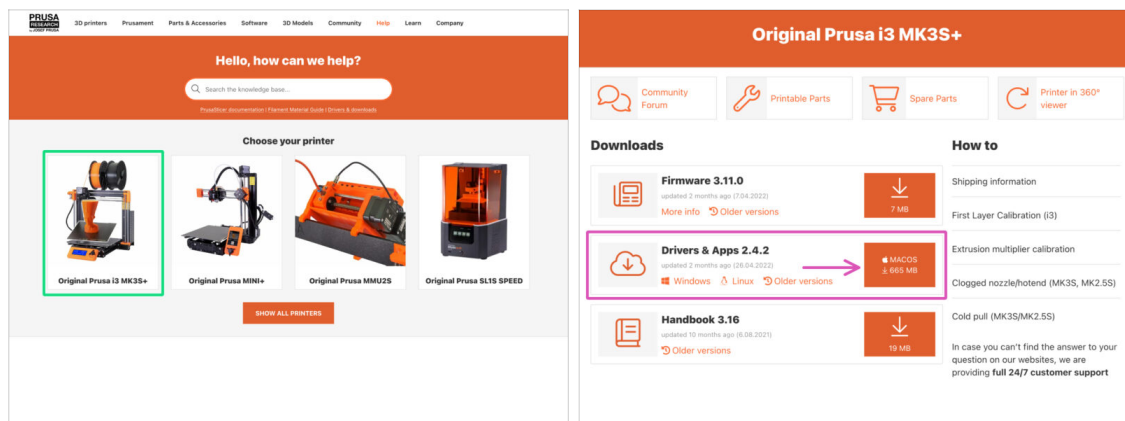 PRUSA
RESEARCH
by JOSEF PRUSA
3D printers Prusament Parts & Accessories Software 3D Models Community Help Learn Company
Hello, how can we help?
Search the knowledge base...
PrusaSlicer documentation | Filament Material Guide | Drivers & downloads
Choose your printer
Original Prusa i3 MK3S+
Original Prusa MINI+
Original Prusa MMU2S
Original Prusa SL1S SPEED
SHOW ALL PRINTERS
Original Prusa i3 MK3S+
Community
Forum
Printable Parts
Spare Parts
Printer in 360°
viewer
Downloads
Firmware 3.11.0
updated 2 months ago (7.04.2022)
More info Older versions
7 MB
Drivers & Apps 2.4.2
updated 2 months ago (26.04.2022)
Windows Linux Older versions
MACOS
665 MB
Handbook 3.16
updated 10 months ago (6.08.2021)
Older versions
19 MB
How to
Shipping information
First Layer Calibration (i3)
Extrusion multiplier calibration
Clogged nozzle/hotend (MK3S, MK2.5S)
Cold pull (MK3S/MK2.5S)
In case you can't find the answer to your
question on our websites, we are
providing full 24/7 customer support